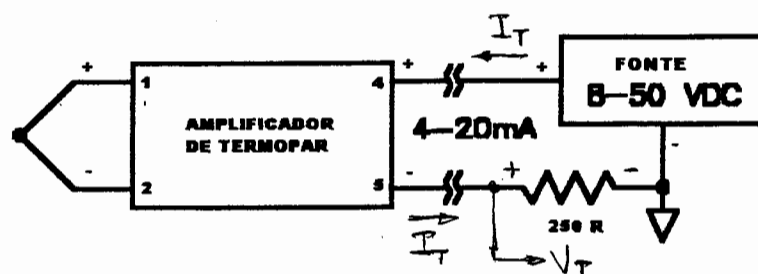 I_T
+
+
+
FONTE
8-50 VDC
1
4
AMPLIFICADOR
DE TERMOPAR
4-20mA
-
-
-
+
-
2
5
I_T
250 R
V_T